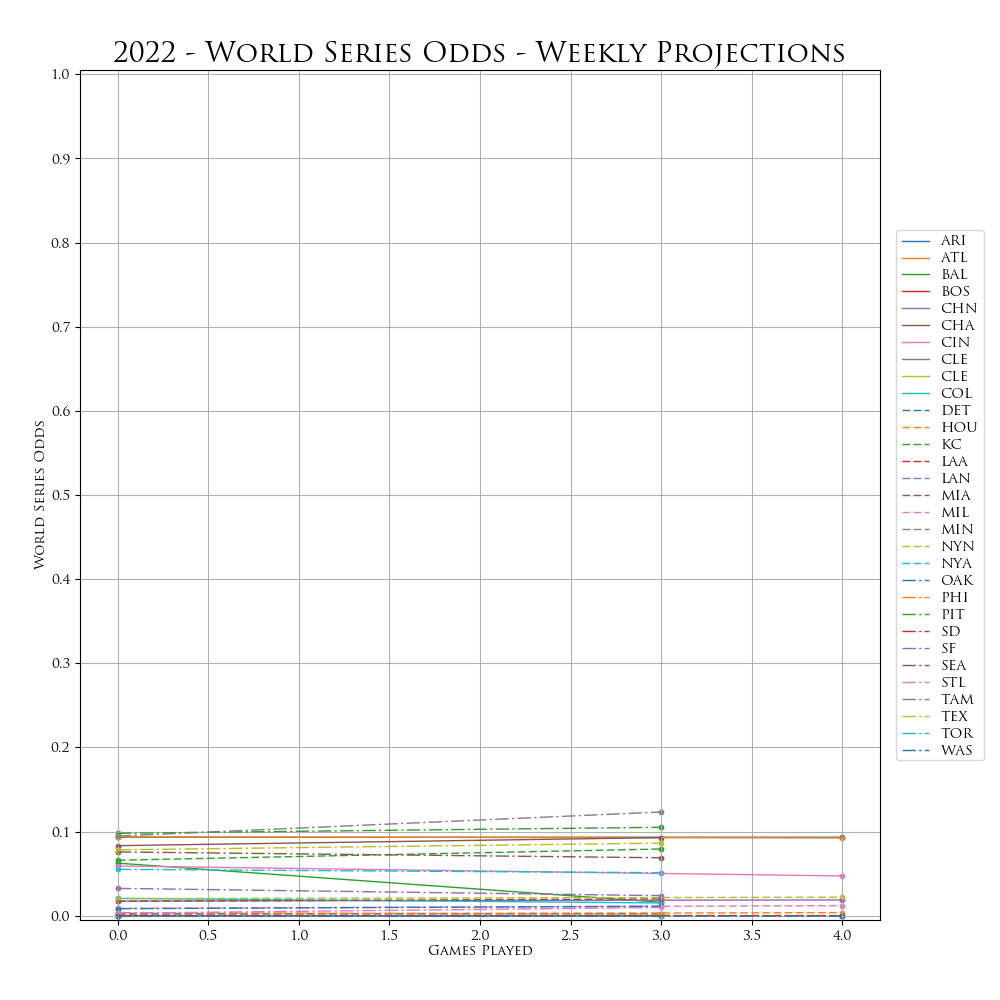 2022 - World Series Odds - Weekly Projections
1.0
0.9
0.8
0.7
0.6
0.5
0.4
0.3
0.2
0.1
0.0
World Series Odds
0.0 0.5 1.0 1.5 2.0 2.5 3.0 3.5 4.0
Games Played
ARI
ATL
BAL
BOS
CHN
CHA
CIN
CLE
CLE
COL
DET
HOU
KC
LAA
LAN
MIA
MIL
MIN
NYN
NYA
OAK
PHI
PIT
SD
SF
SEA
STL
TAM
TEX
TOR
WAS